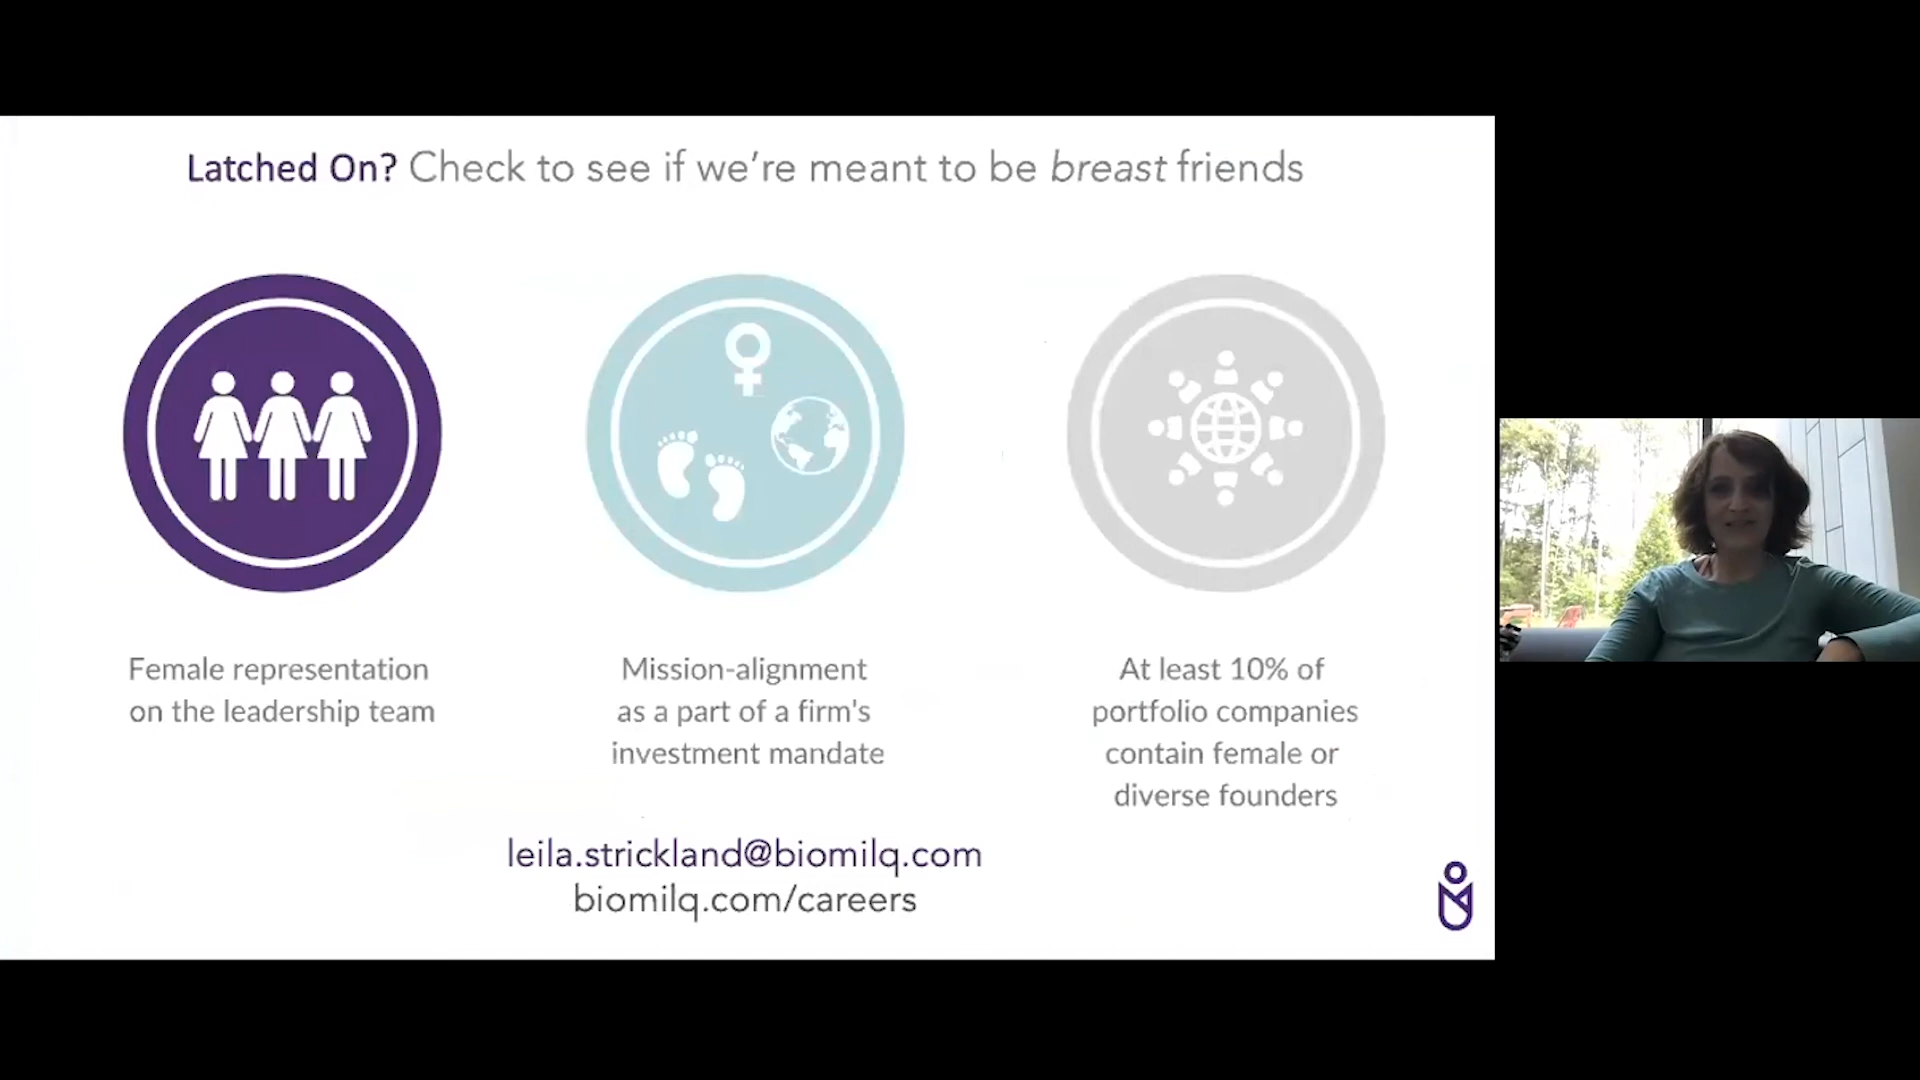 Latched On? Check to see if we’re meant to be breast friends
Female representation
on the leadership team
Mission-alignment
as a part of a firm's
investment mandate
At least 10% of
portfolio companies
contain female or
diverse founders
leila.strickland@biomilq.com
biomilq.com/careers